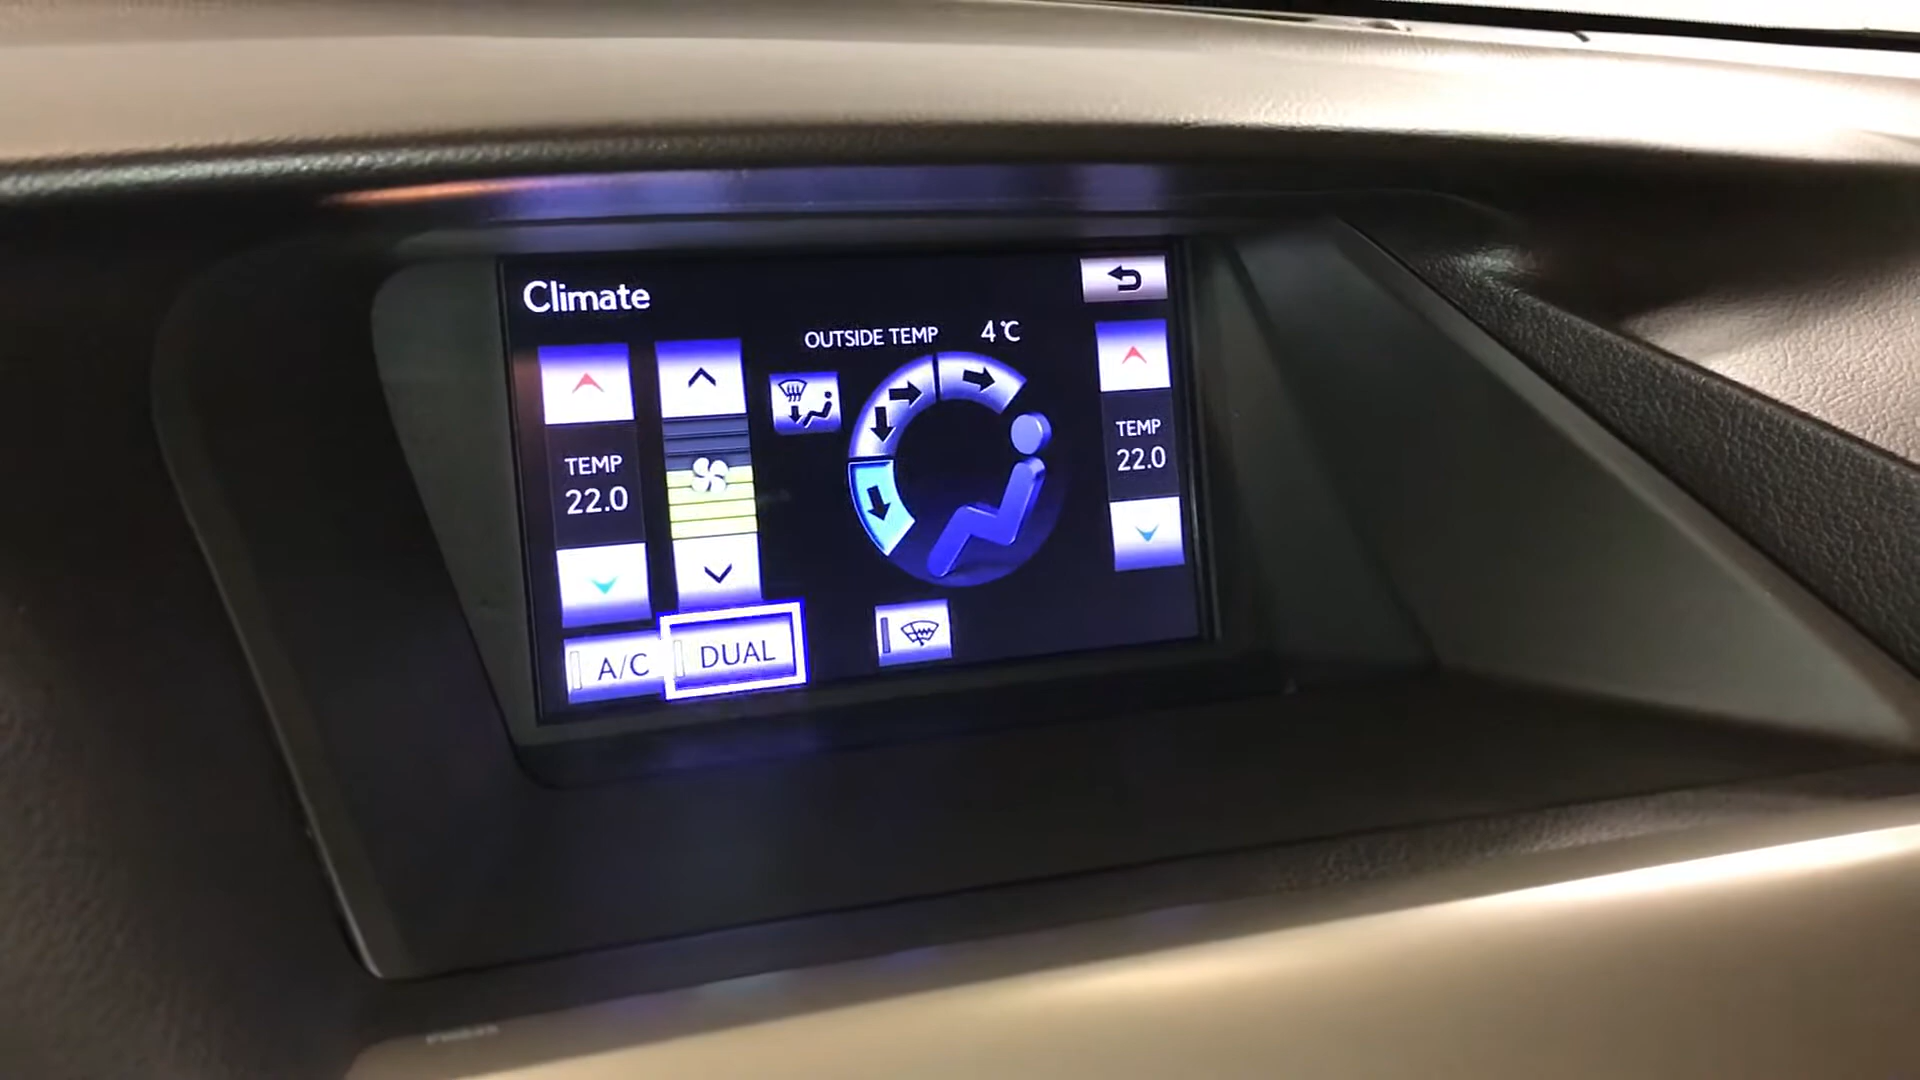 Climate
OUTSIDE TEMP 4°C
TEMP
22.0
TEMP
22.0
A/C
DUAL